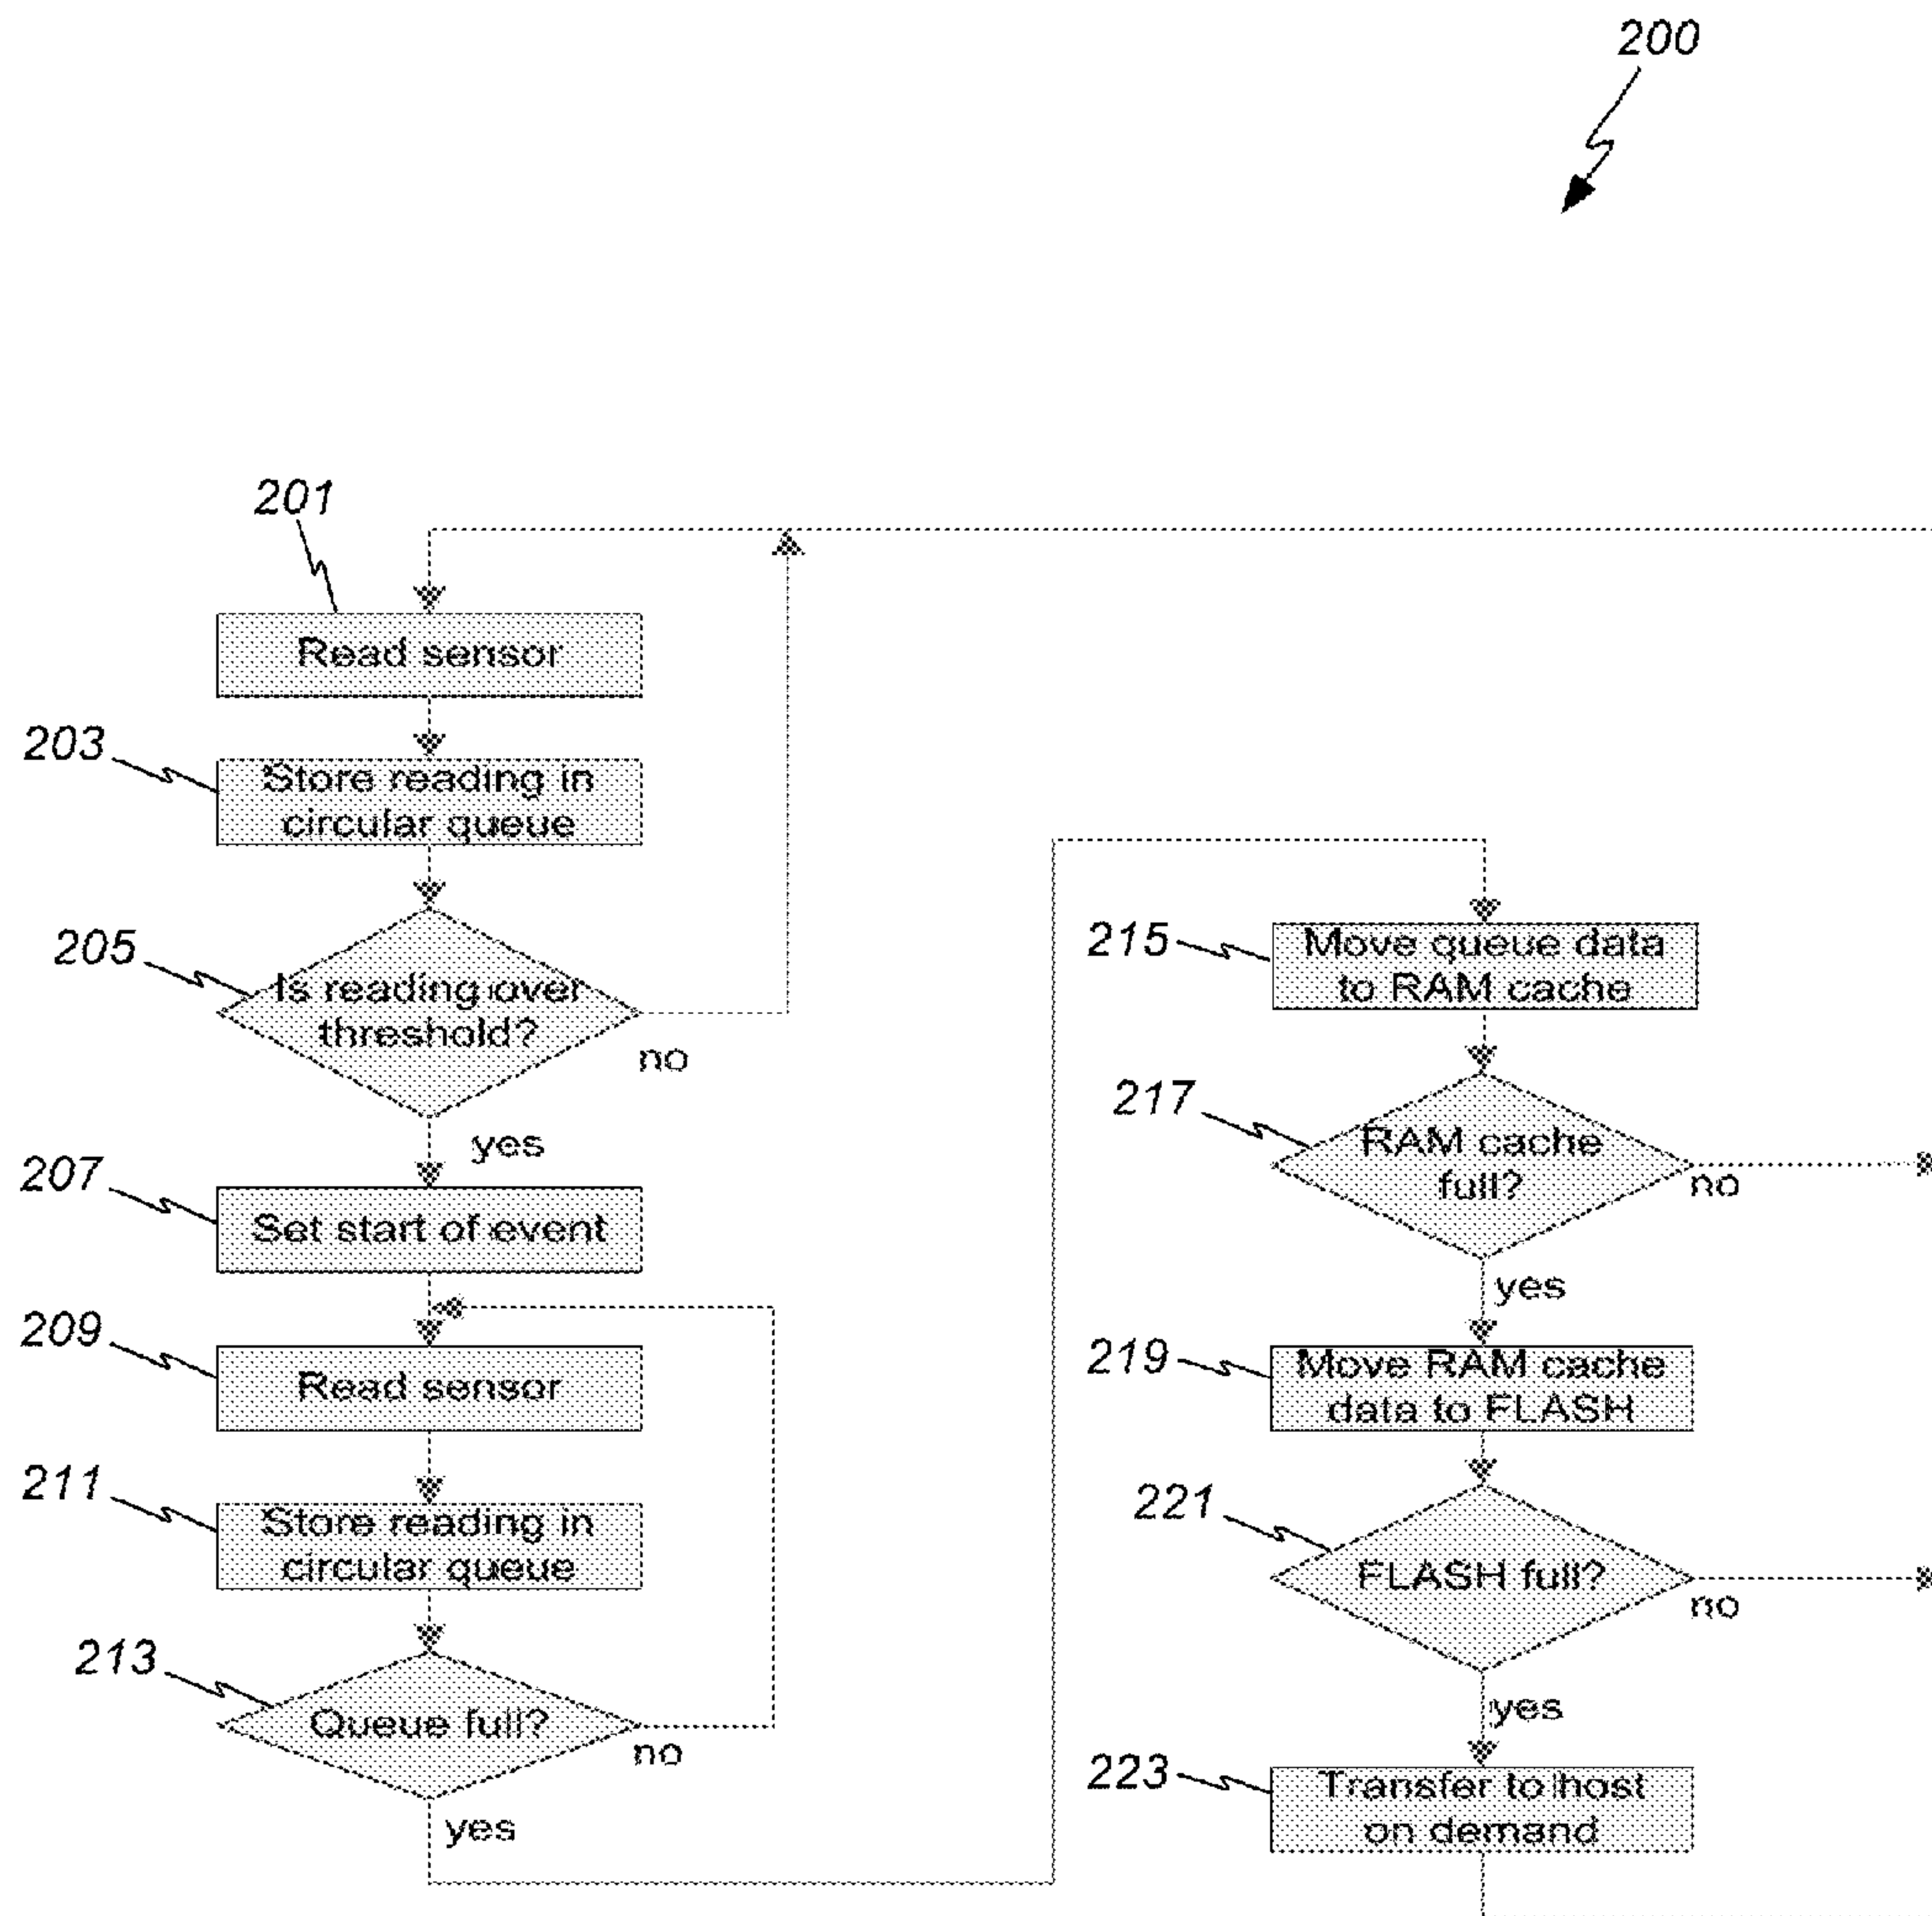 200
201
Read sensor
203
Store reading in
circular queue
205
Is reading over
threshold?
no
yes
207
Set start of event
209
Read sensor
211
Store reading in
circular queue
213
Queue full?
no
yes
215
Move queue data
to RAM cache
217
RAM cache
full?
no
yes
219
Move RAM cache
data to FLASH
221
FLASH full?
no
yes
223
Transfer to host
on demand